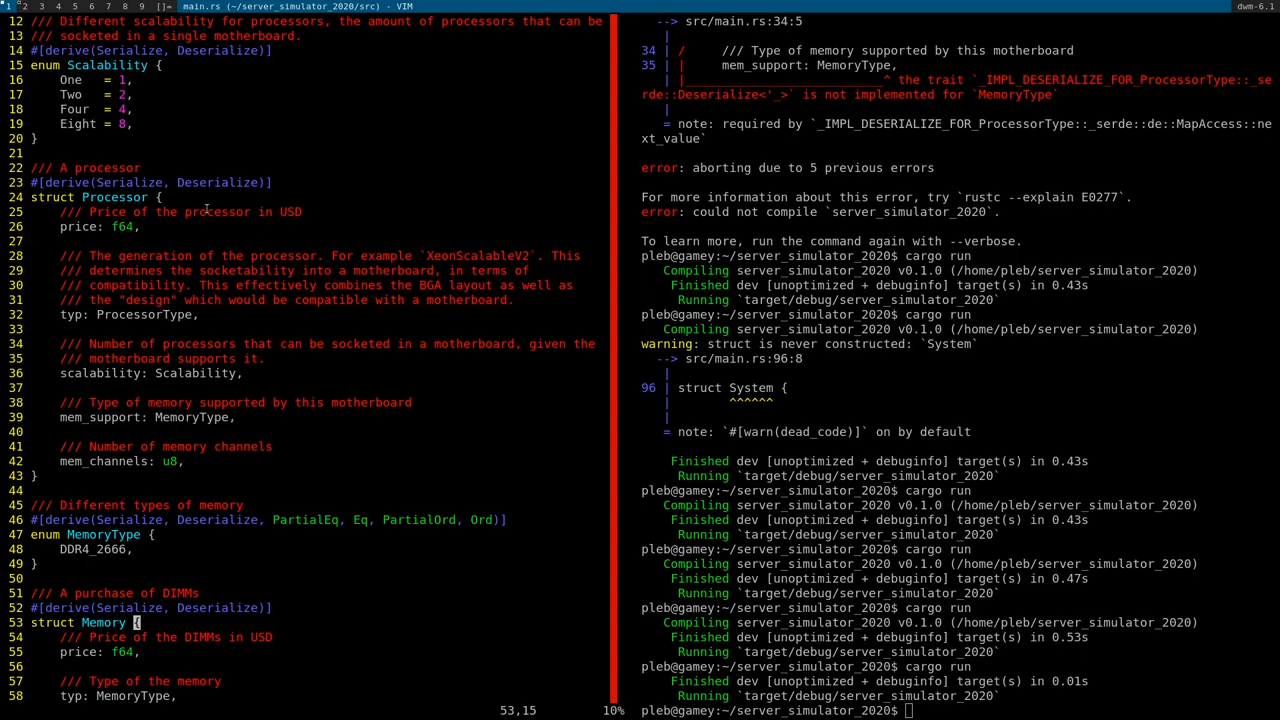 1 2 3 4 5 6 7 8 9 []= main.rs (~/server_simulator_2020/src) - VIM dwm-6.1
12 /// Different scalability for processors, the amount of processors that can be
13 /// socketed in a single motherboard.
14 #[derive(Serialize, Deserialize)]
15 enum Scalability {
16     One   = 1,
17     Two   = 2,
18     Four  = 4,
19     Eight = 8,
20 }
21
22 /// A processor
23 #[derive(Serialize, Deserialize)]
24 struct Processor {
25     /// Price of the processor in USD
26     price: f64,
27
28     /// The generation of the processor. For example `XeonScalableV2`. This
29     /// determines the socketability into a motherboard, in terms of
30     /// compatibility. This effectively combines the BGA layout as well as
31     /// the "design" which would be compatible with a motherboard.
32     typ: ProcessorType,
33
34     /// Number of processors that can be socketed in a motherboard, given the
35     /// motherboard supports it.
36     scalability: Scalability,
37
38     /// Type of memory supported by this motherboard
39     mem_support: MemoryType,
40
41     /// Number of memory channels
42     mem_channels: u8,
43 }
44
45 /// Different types of memory
46 #[derive(Serialize, Deserialize, PartialEq, Eq, PartialOrd, Ord)]
47 enum MemoryType {
48     DDR4_2666,
49 }
50
51 /// A purchase of DIMMs
52 #[derive(Serialize, Deserialize)]
53 struct Memory {
54     /// Price of the DIMMs in USD
55     price: f64,
56
57     /// Type of the memory
58     typ: MemoryType,
53,15 10%
  --> src/main.rs:34:5
   |
34 | /     /// Type of memory supported by this motherboard
35 | |     mem_support: MemoryType,
   | |___________________________^ the trait `_IMPL_DESERIALIZE_FOR_ProcessorType::_se
rde::Deserialize<'_>` is not implemented for `MemoryType`
   |
   = note: required by `_IMPL_DESERIALIZE_FOR_ProcessorType::_serde::de::MapAccess::ne
xt_value`
error: aborting due to 5 previous errors
For more information about this error, try `rustc --explain E0277`.
error: could not compile `server_simulator_2020`.
To learn more, run the command again with --verbose.
pleb@gamey:~/server_simulator_2020$ cargo run
   Compiling server_simulator_2020 v0.1.0 (/home/pleb/server_simulator_2020)
    Finished dev [unoptimized + debuginfo] target(s) in 0.43s
     Running `target/debug/server_simulator_2020`
pleb@gamey:~/server_simulator_2020$ cargo run
   Compiling server_simulator_2020 v0.1.0 (/home/pleb/server_simulator_2020)
warning: struct is never constructed: `System`
  --> src/main.rs:96:8
   |
96 | struct System {
   |        ^^^^^^
   |
   = note: `#[warn(dead_code)]` on by default
    Finished dev [unoptimized + debuginfo] target(s) in 0.43s
     Running `target/debug/server_simulator_2020`
pleb@gamey:~/server_simulator_2020$ cargo run
   Compiling server_simulator_2020 v0.1.0 (/home/pleb/server_simulator_2020)
    Finished dev [unoptimized + debuginfo] target(s) in 0.43s
     Running `target/debug/server_simulator_2020`
pleb@gamey:~/server_simulator_2020$ cargo run
   Compiling server_simulator_2020 v0.1.0 (/home/pleb/server_simulator_2020)
    Finished dev [unoptimized + debuginfo] target(s) in 0.47s
     Running `target/debug/server_simulator_2020`
pleb@gamey:~/server_simulator_2020$ cargo run
   Compiling server_simulator_2020 v0.1.0 (/home/pleb/server_simulator_2020)
    Finished dev [unoptimized + debuginfo] target(s) in 0.53s
     Running `target/debug/server_simulator_2020`
pleb@gamey:~/server_simulator_2020$ cargo run
    Finished dev [unoptimized + debuginfo] target(s) in 0.01s
     Running `target/debug/server_simulator_2020`
pleb@gamey:~/server_simulator_2020$